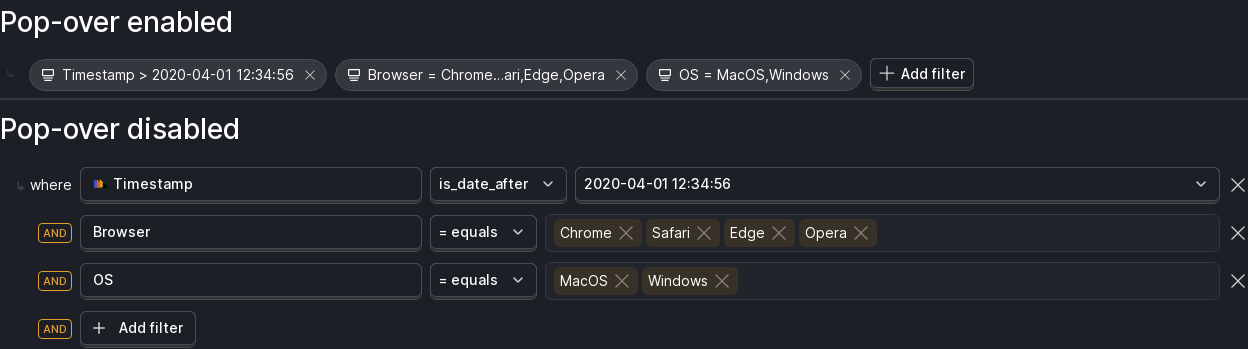 Pop-over enabled
Timestamp > 2020-04-01 12:34:56 Browser = Chrome...ari,Edge,Opera OS = MacOS,Windows Add filter
Pop-over disabled
where Timestamp is_date_after 2020-04-01 12:34:56
AND Browser = equals Chrome Safari Edge Opera
AND OS = equals MacOS Windows
AND + Add filter